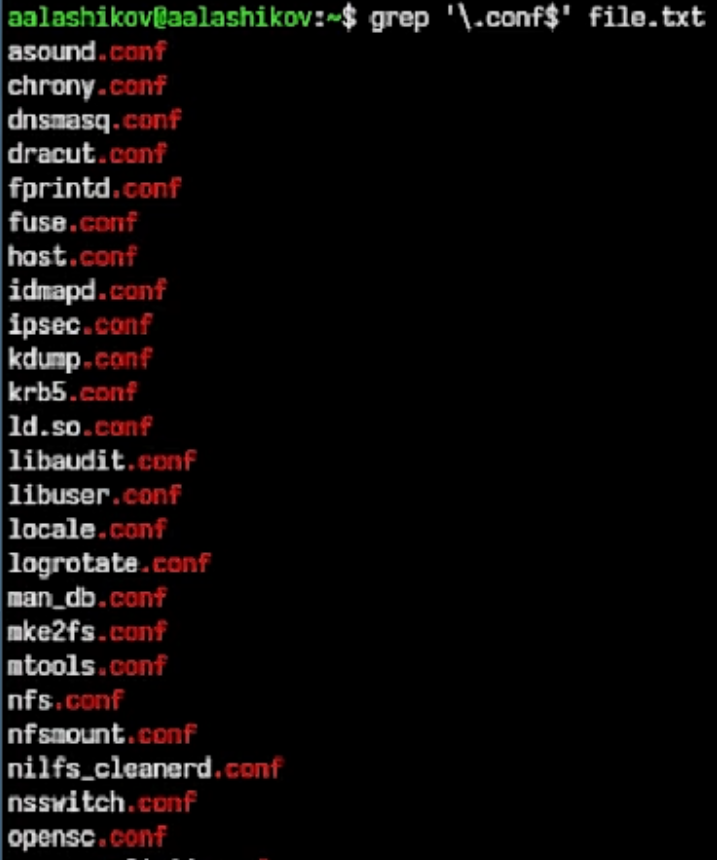 aalashikov@aalashikov:~$ grep '\.conf$' file.txt
asound.conf
chrony.conf
dnsmasq.conf
dracut.conf
fprintd.conf
fuse.conf
host.conf
idmapd.conf
ipsec.conf
kdump.conf
krb5.conf
ld.so.conf
libaudit.conf
libuser.conf
locale.conf
logrotate.conf
man_db.conf
mke2fs.conf
mtools.conf
nfs.conf
nfsmount.conf
nilfs_cleanerd.conf
nsswitch.conf
opensc.conf